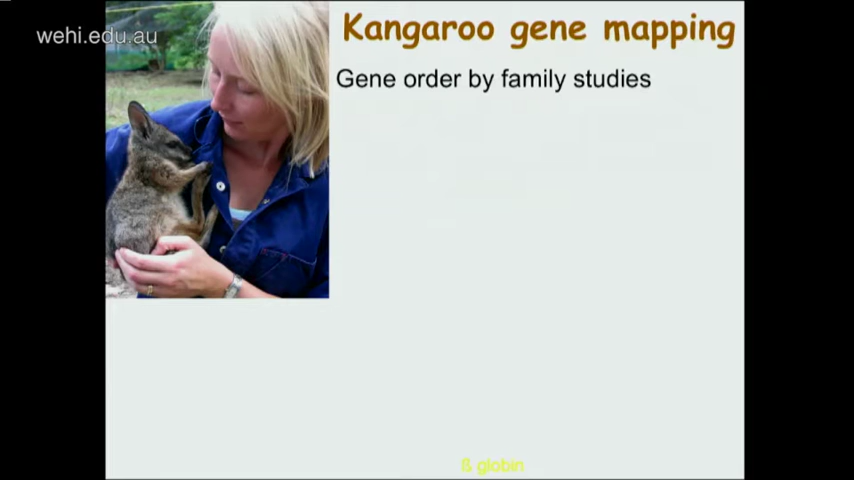 wehi.edu.au
Kangaroo gene mapping
Gene order by family studies
ß globin